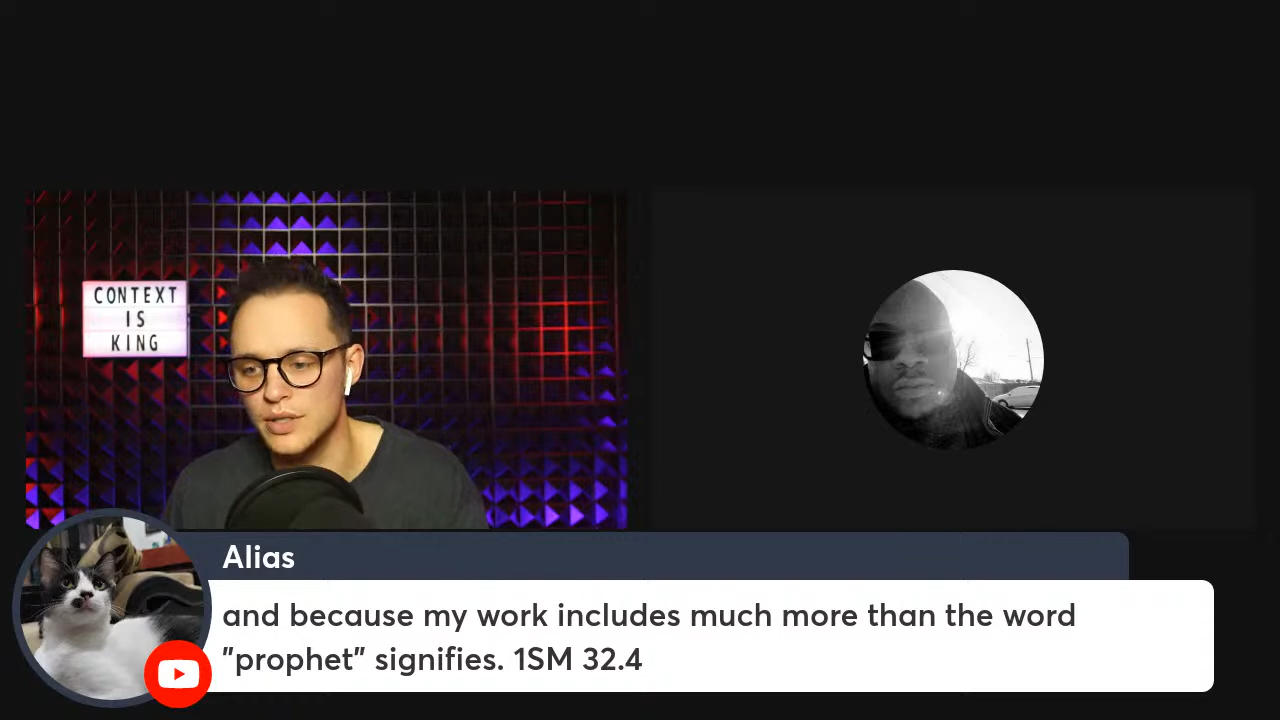 CONTEXT
IS
KING
Alias
and because my work includes much more than the word
"prophet" signifies. 1SM 32.4